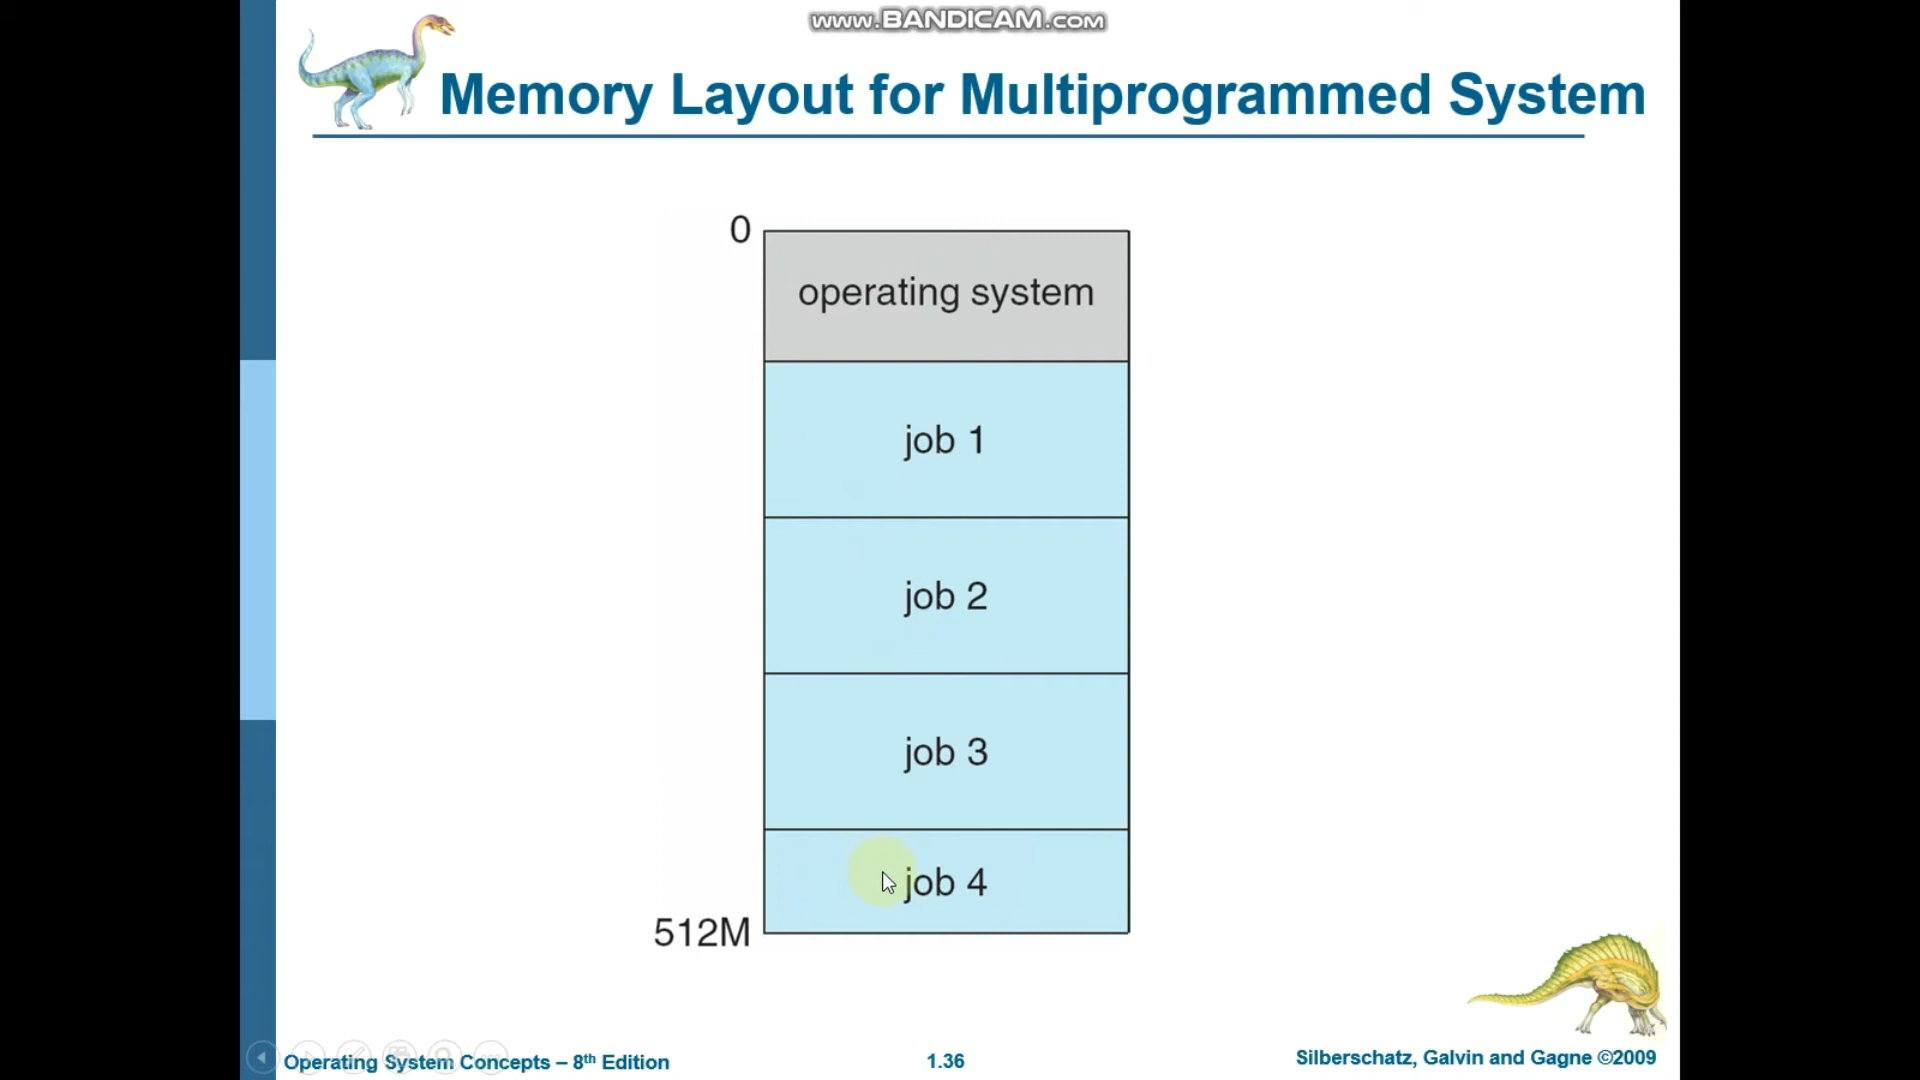 www.BANDICAM.com
Memory Layout for Multiprogrammed System
0
operating system
job 1
job 2
job 3
job 4
512M
Operating System Concepts – 8th Edition
1.36
Silberschatz, Galvin and Gagne ©2009